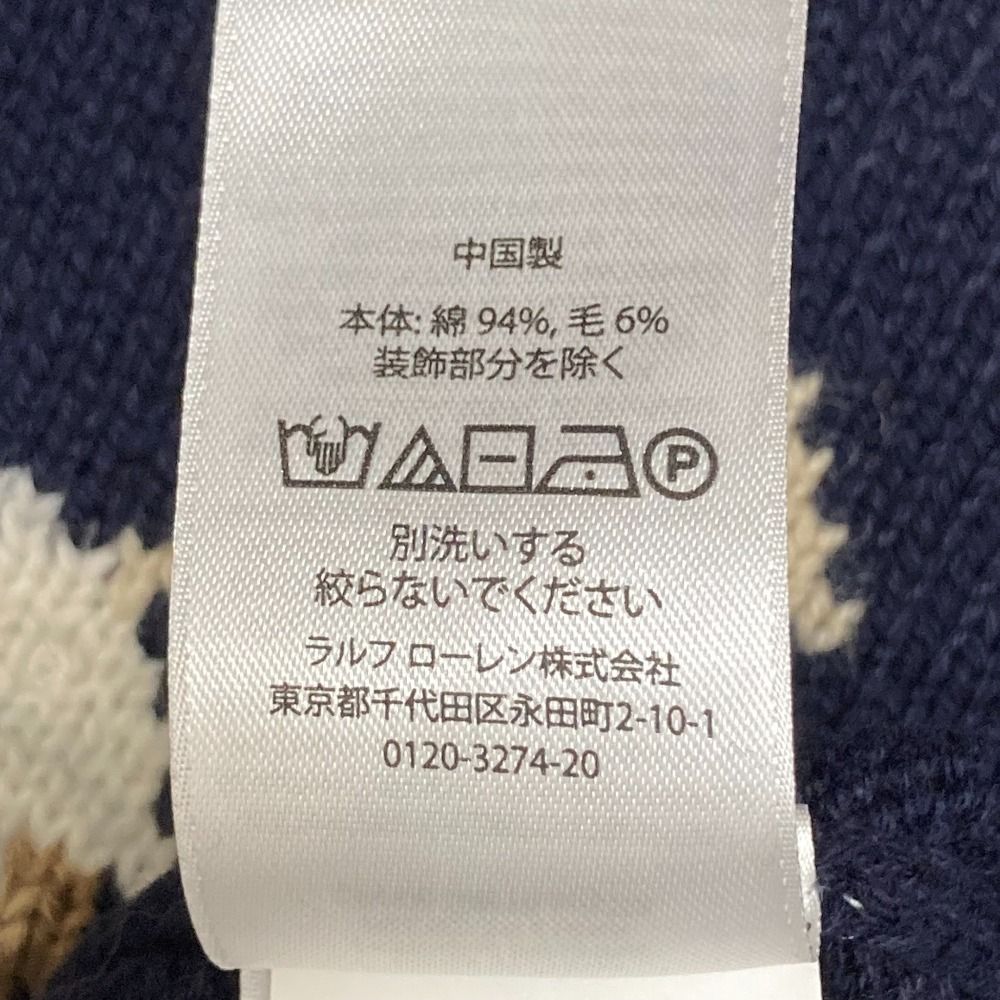 中国製
本体: 綿 94%, 毛 6%
装飾部分を除く
P
別洗いする
絞らないでください
ラルフ ローレン株式会社
東京都千代田区永田町2-10-1
0120-3274-20